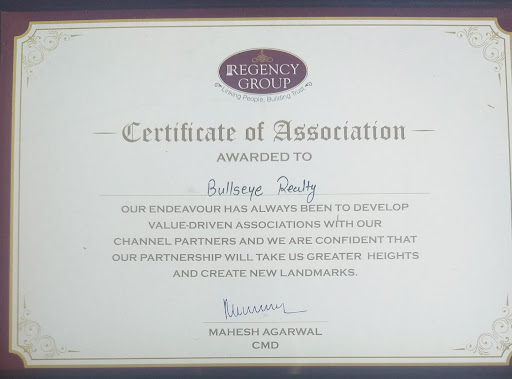 REGENCY
GROUP
Linking People, Building Trust
Certificate of Association
AWARDED TO
Bullseye Realty
OUR ENDEAVOUR HAS ALWAYS BEEN TO DEVELOP
VALUE-DRIVEN ASSOCIATIONS WITH OUR
CHANNEL PARTNERS AND WE ARE CONFIDENT THAT
OUR PARTNERSHIP WILL TAKE US GREATER HEIGHTS
AND CREATE NEW LANDMARKS.
MAHESH AGARWAL
CMD